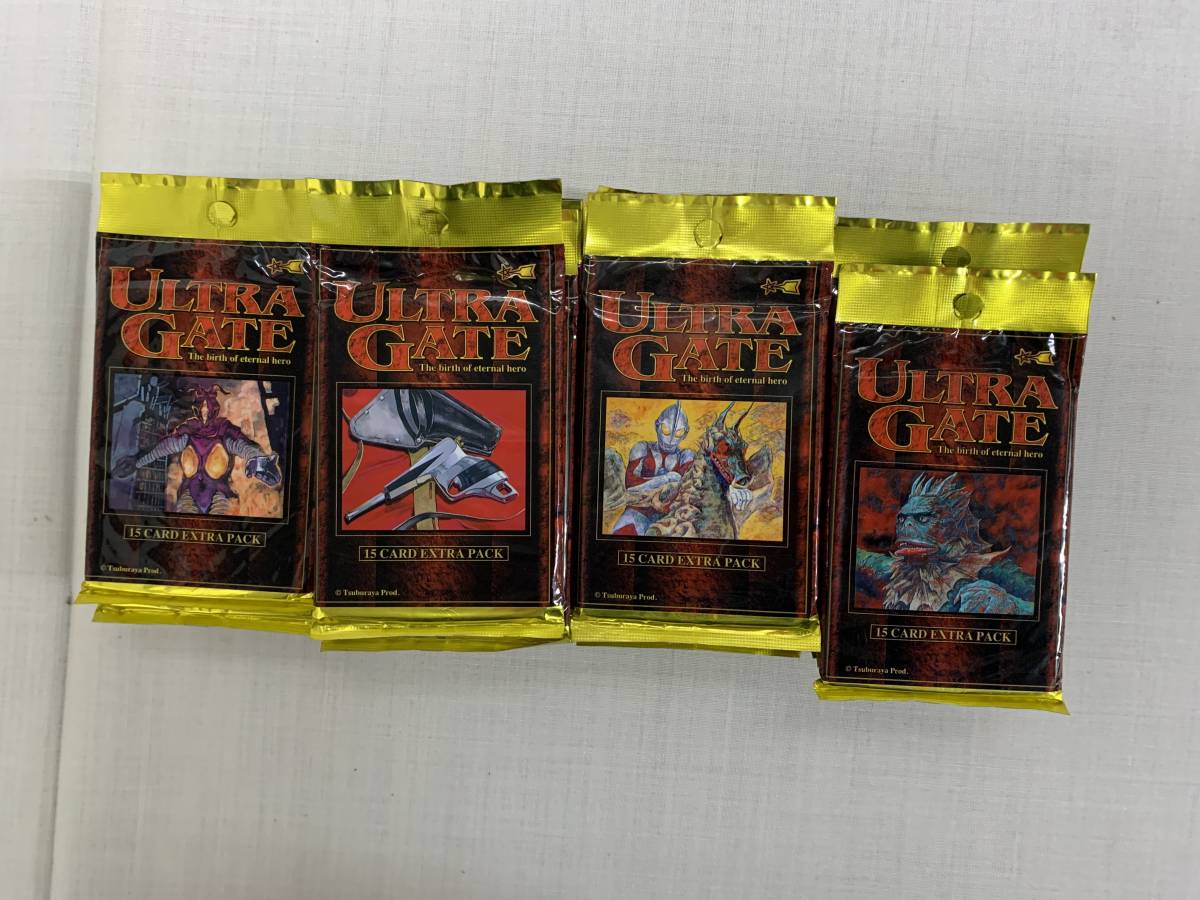 ULTRA
GATE
The birth of eternal hero
15 CARD EXTRA PACK
© Tsuburaya Prod.
ULTRA
GATE
The birth of eternal hero
15 CARD EXTRA PACK
© Tsuburaya Prod.
ULTRA
GATE
The birth of eternal hero
15 CARD EXTRA PACK
© Tsuburaya Prod.
ULTRA
GATE
The birth of eternal hero
15 CARD EXTRA PACK
© Tsuburaya Prod.